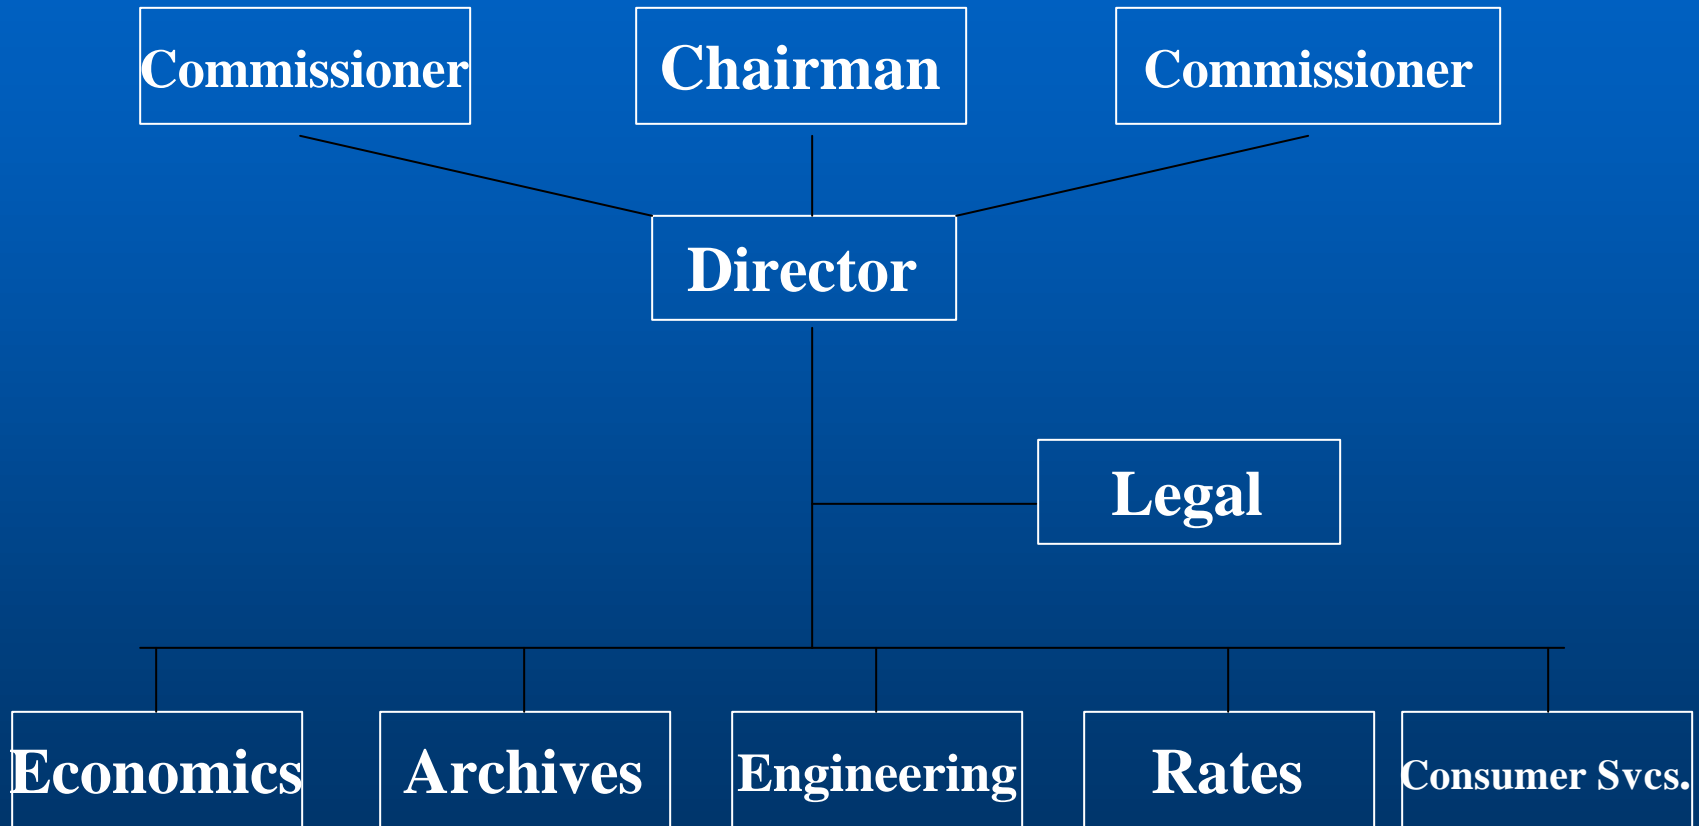 Commissioner
Chairman
Commissioner
Director
Legal
Economics
Archives
Engineering
Rates
Consumer Svcs.